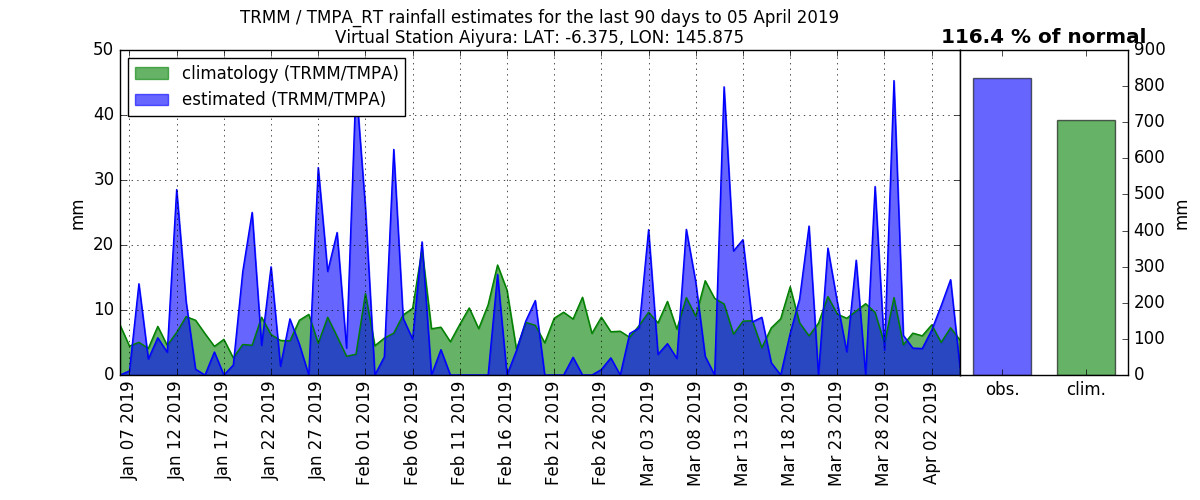 TRMM / TMPA_RT rainfall estimates for the last 90 days to 05 April 2019
Virtual Station Aiyura: LAT: -6.375, LON: 145.875
116.4 % of normal
climatology (TRMM/TMPA)
estimated (TRMM/TMPA)
50
40
30
20
10
0
mm
900
800
700
600
500
400
300
200
100
0
mm
Jan 07 2019
Jan 12 2019
Jan 17 2019
Jan 22 2019
Jan 27 2019
Feb 01 2019
Feb 06 2019
Feb 11 2019
Feb 16 2019
Feb 21 2019
Feb 26 2019
Mar 03 2019
Mar 08 2019
Mar 13 2019
Mar 18 2019
Mar 23 2019
Mar 28 2019
Apr 02 2019
obs.
clim.